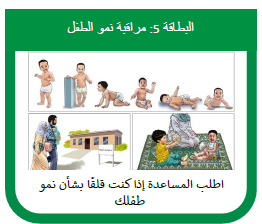 البطاقة 5: مراقبة نمو الطفل
اطلب المساعدة إذا كنت قلقًا بشأن نمو
طفلك